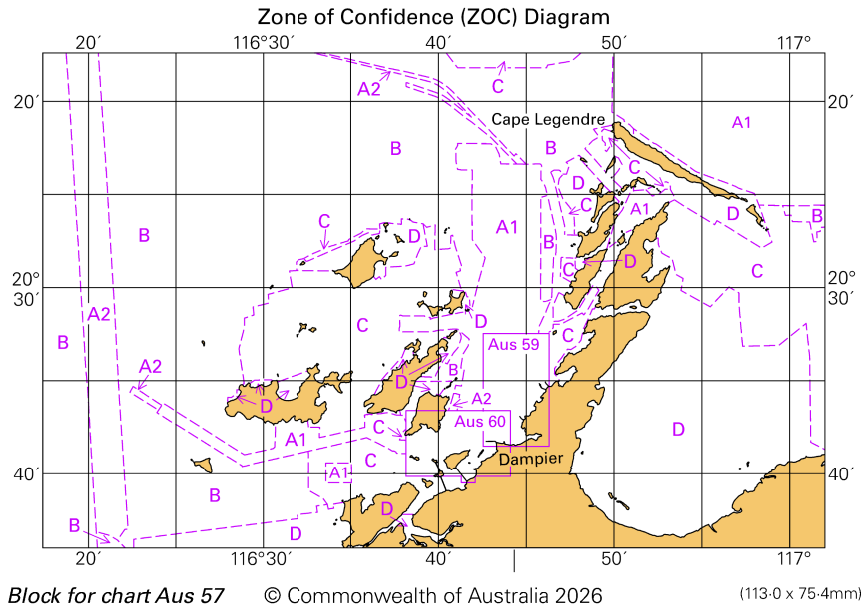 Zone of Confidence (ZOC) Diagram
20′ 116°30′ 40′ 50′ 117°
A2 C
20′ 20′
Cape Legendre A1
B B
C
D
C A1 D B
C D
B A1 B
C D C
20°
30′
20°
30′
A2 C D
B Aus 59 C
A2 B
D
D A2
C Aus 60
A1 D
C Dampier
40′ A1 40′
B
D
B D
20′ 116°30′ 40′ 50′ 117°
Block for chart Aus 57 © Commonwealth of Australia 2026 (113·0 x 75·4mm)